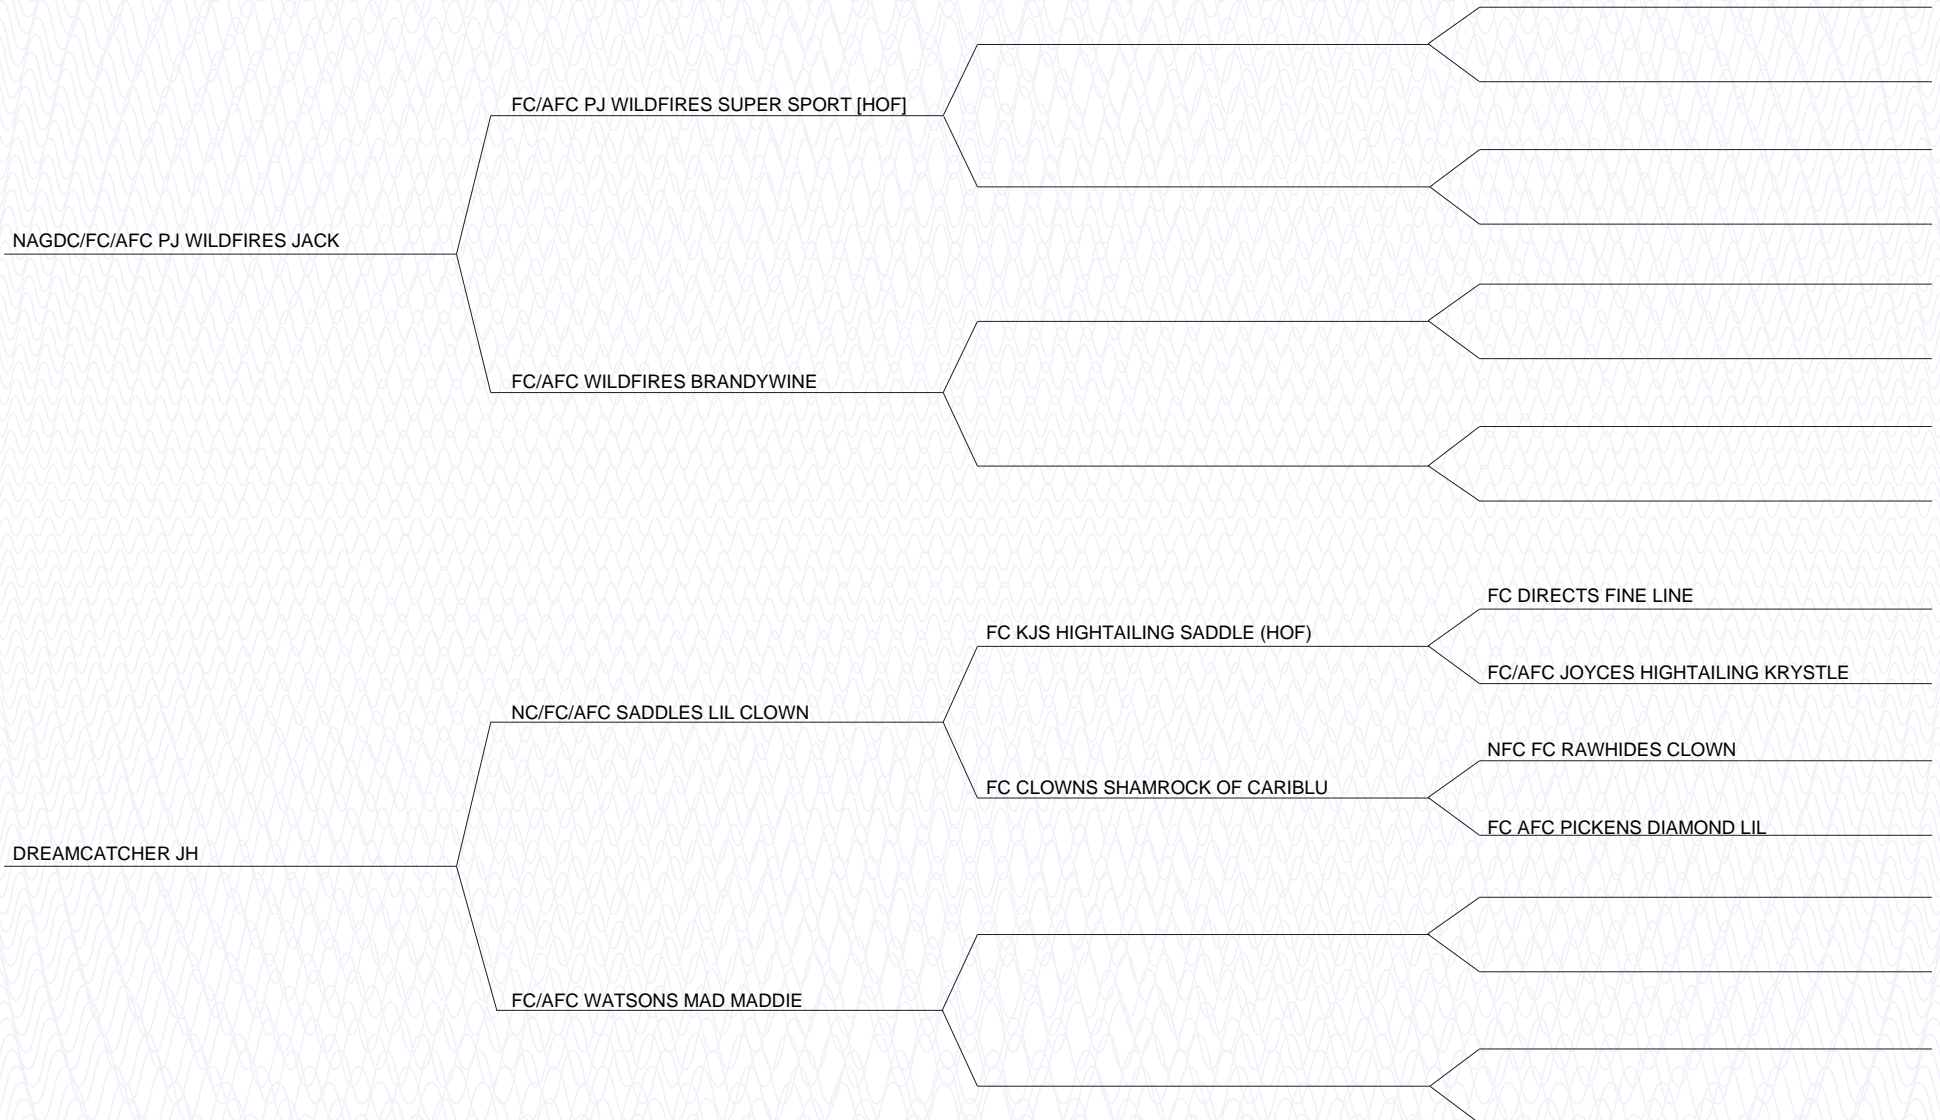 FC/AFC PJ WILDFIRES SUPER SPORT [HOF]
NAGDC/FC/AFC PJ WILDFIRES JACK
FC/AFC WILDFIRES BRANDYWINE
FC DIRECTS FINE LINE
FC KJS HIGHTAILING SADDLE (HOF)
FC/AFC JOYCES HIGHTAILING KRYSTLE
NC/FC/AFC SADDLES LIL CLOWN
NFC FC RAWHIDES CLOWN
FC CLOWNS SHAMROCK OF CARIBLU
FC AFC PICKENS DIAMOND LIL
DREAMCATCHER JH
FC/AFC WATSONS MAD MADDIE